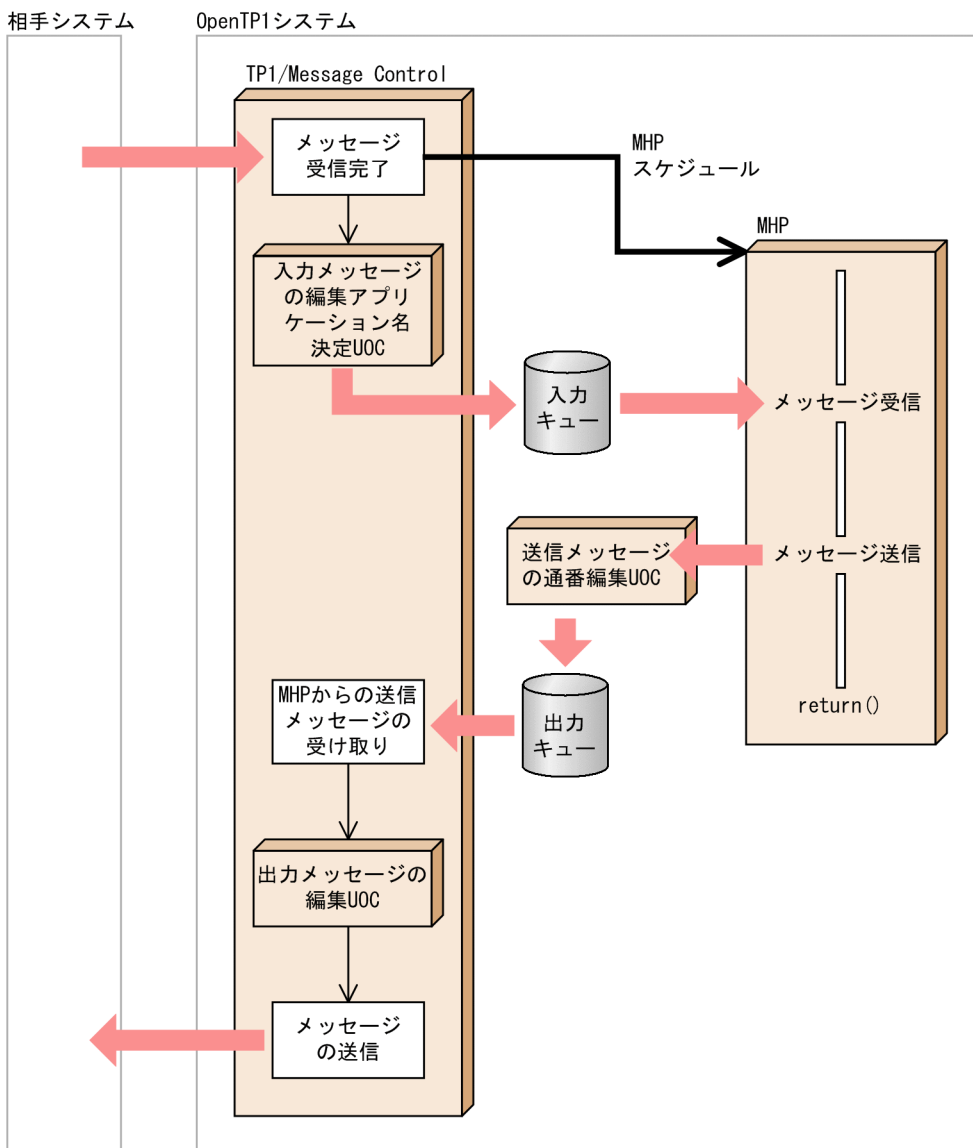 相手システム
OpenTP1システム
TP1/Message Control
メッセージ
受信完了
MHP
スケジュール
MHP
入力メッセージ
の編集アプリ
ケーション名
決定UOC
入力
キュー
メッセージ受信
送信メッセージ
の通番編集UOC
メッセージ送信
MHPからの送信
メッセージの
受け取り
出力
キュー
return()
出力メッセージの
編集UOC
メッセージ
の送信